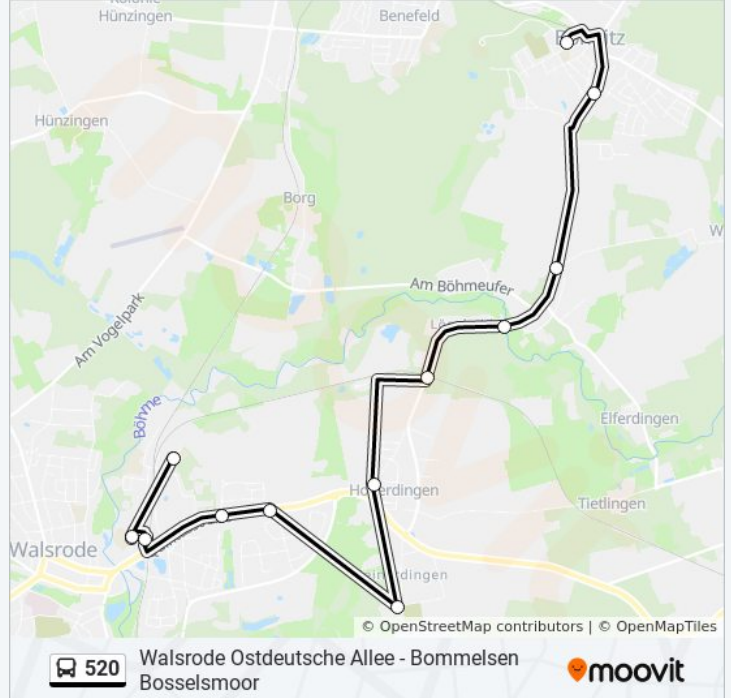 Hünzingen
Benefeld
Hünzingen
Borg
Am Böhmeufer
Am Vogelpark
Böhme
Elferdingen
Tietlingen
Walsrode
© OpenStreetMap contributors | © OpenMapTiles
520
Walsrode Ostdeutsche Allee - Bommelsen
Bosselsmoor
moovit